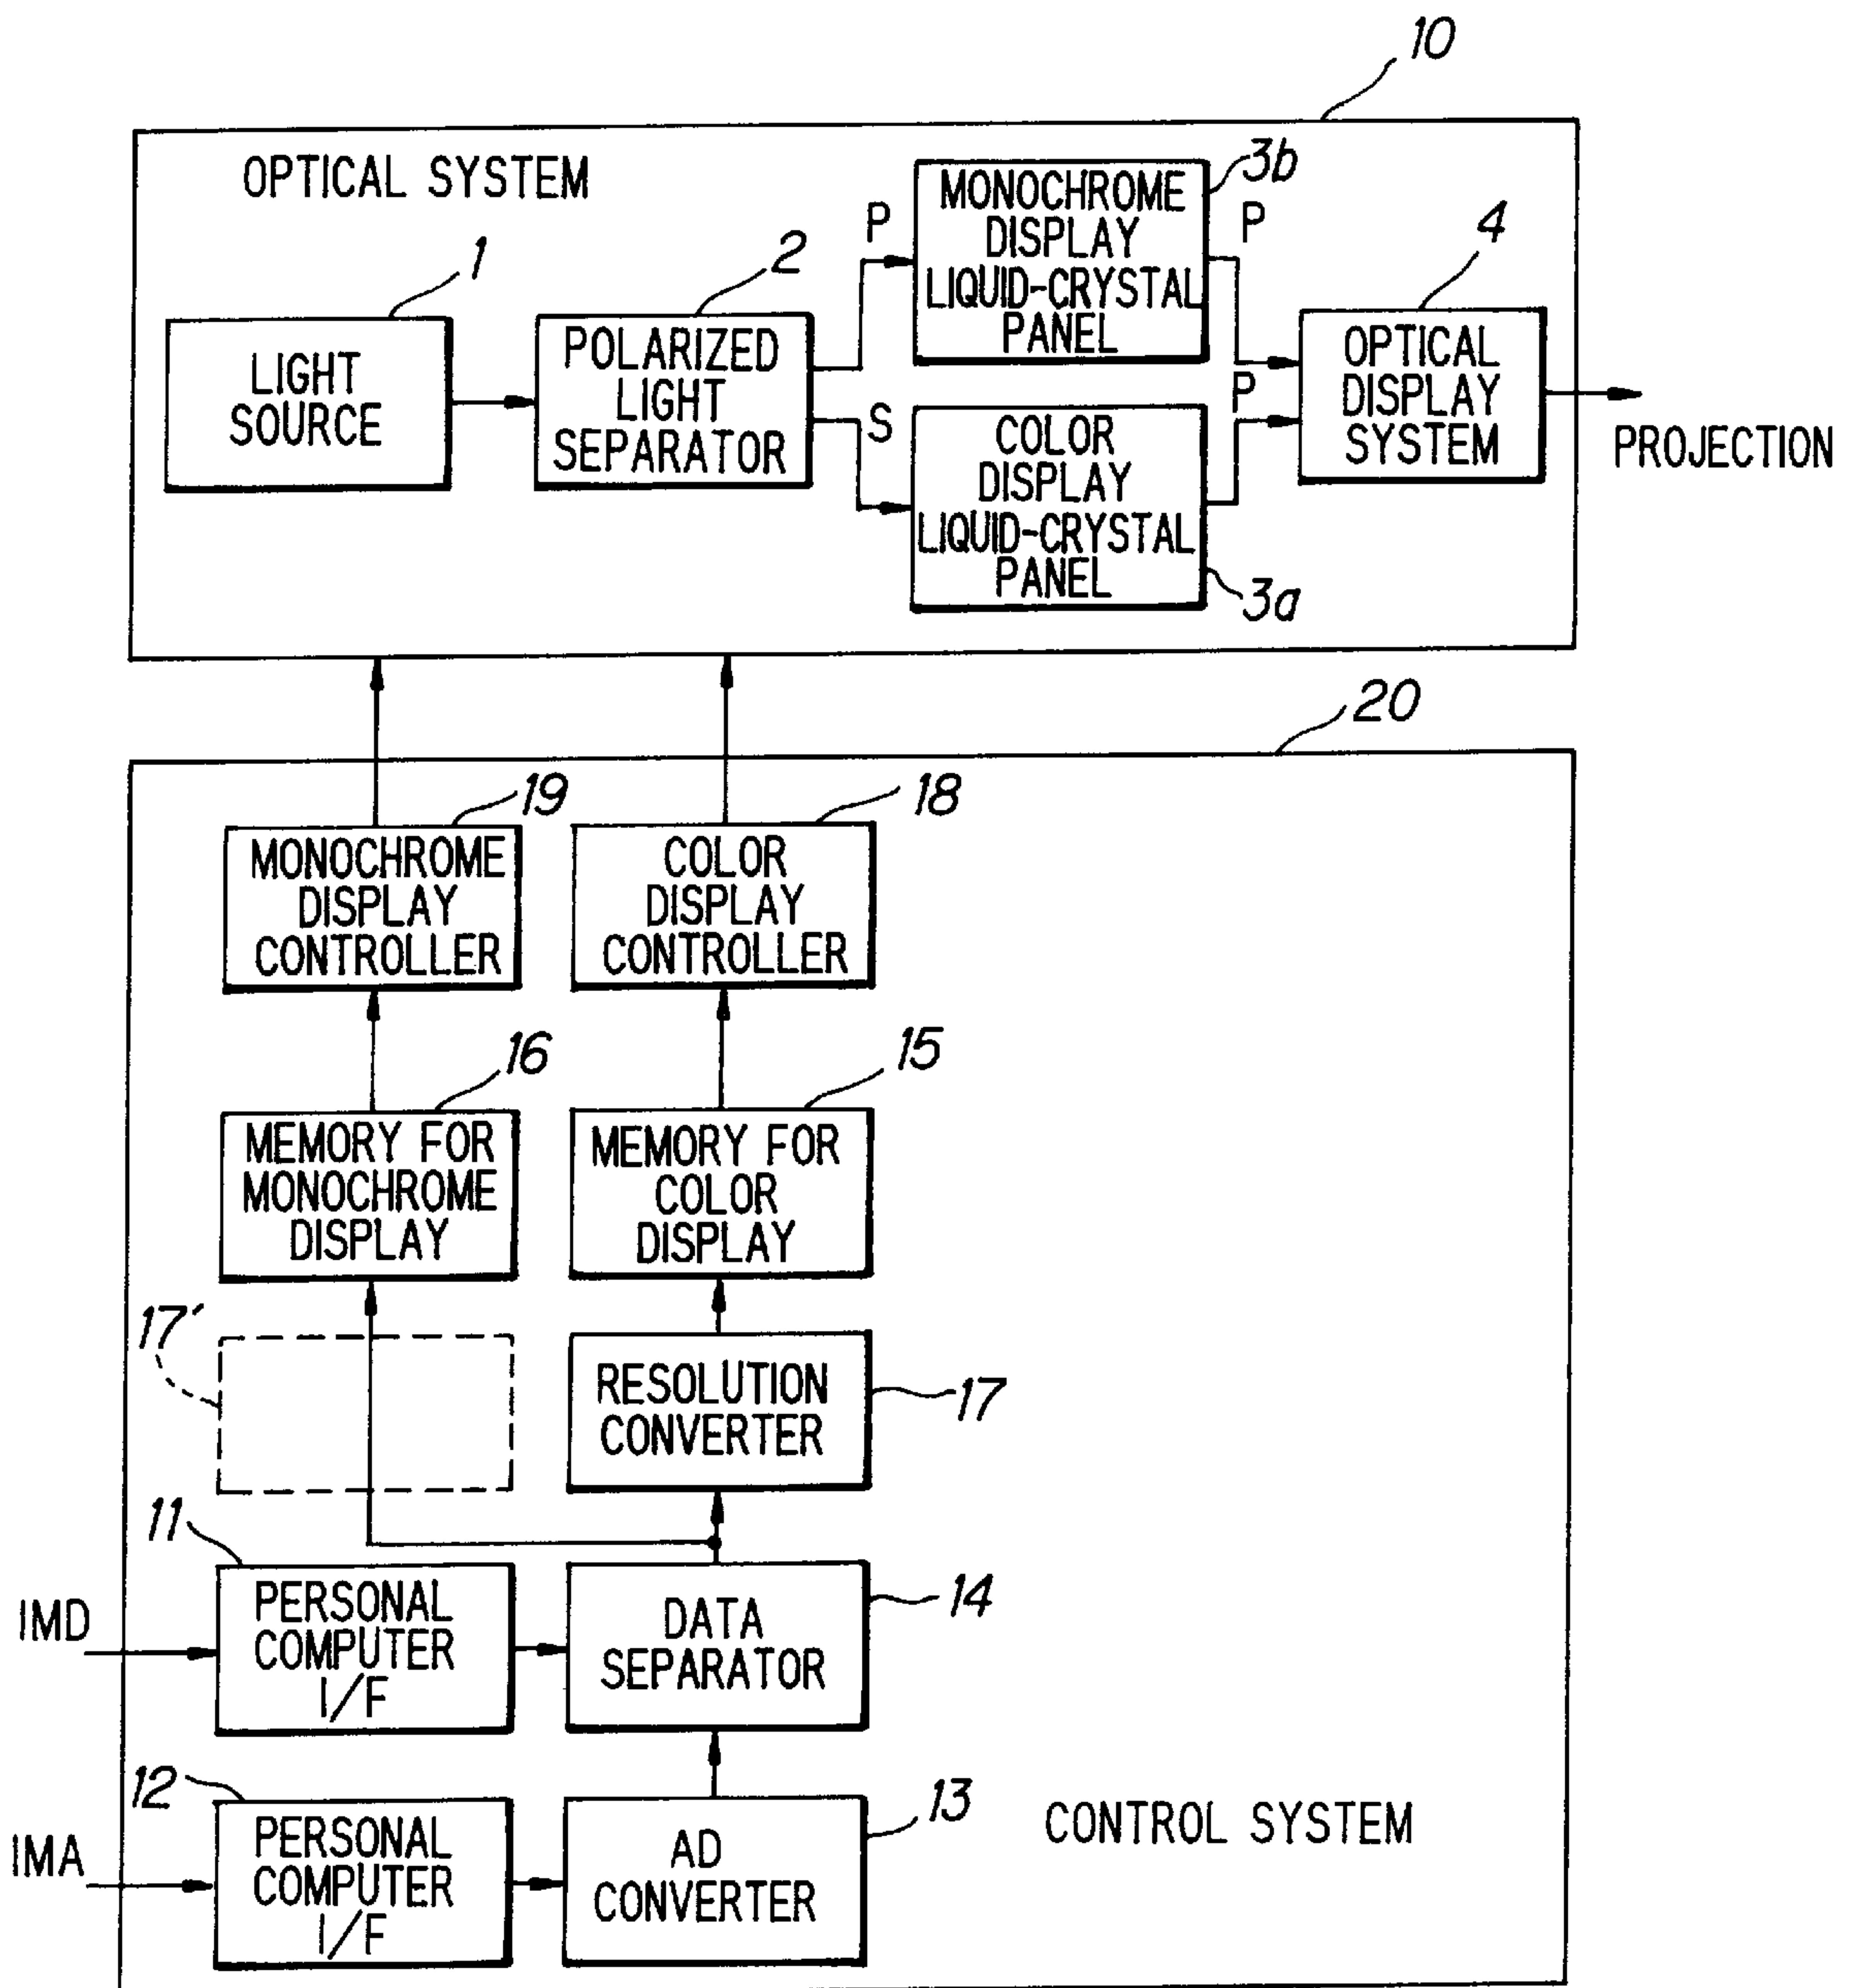 10
OPTICAL SYSTEM
1
LIGHT
SOURCE
2
POLARIZED
LIGHT
SEPARATOR
P
S
3b
MONOCHROME
DISPLAY
LIQUID-CRYSTAL
PANEL
P
P
COLOR
DISPLAY
LIQUID-CRYSTAL
PANEL
3a
4
OPTICAL
DISPLAY
SYSTEM
PROJECTION
20
19
MONOCHROME
DISPLAY
CONTROLLER
18
COLOR
DISPLAY
CONTROLLER
16
MEMORY FOR
MONOCHROME
DISPLAY
15
MEMORY FOR
COLOR
DISPLAY
17′
RESOLUTION
CONVERTER
17
11
IMD
PERSONAL
COMPUTER
I/F
DATA
SEPARATOR
14
12
IMA
PERSONAL
COMPUTER
I/F
AD
CONVERTER
13
CONTROL SYSTEM